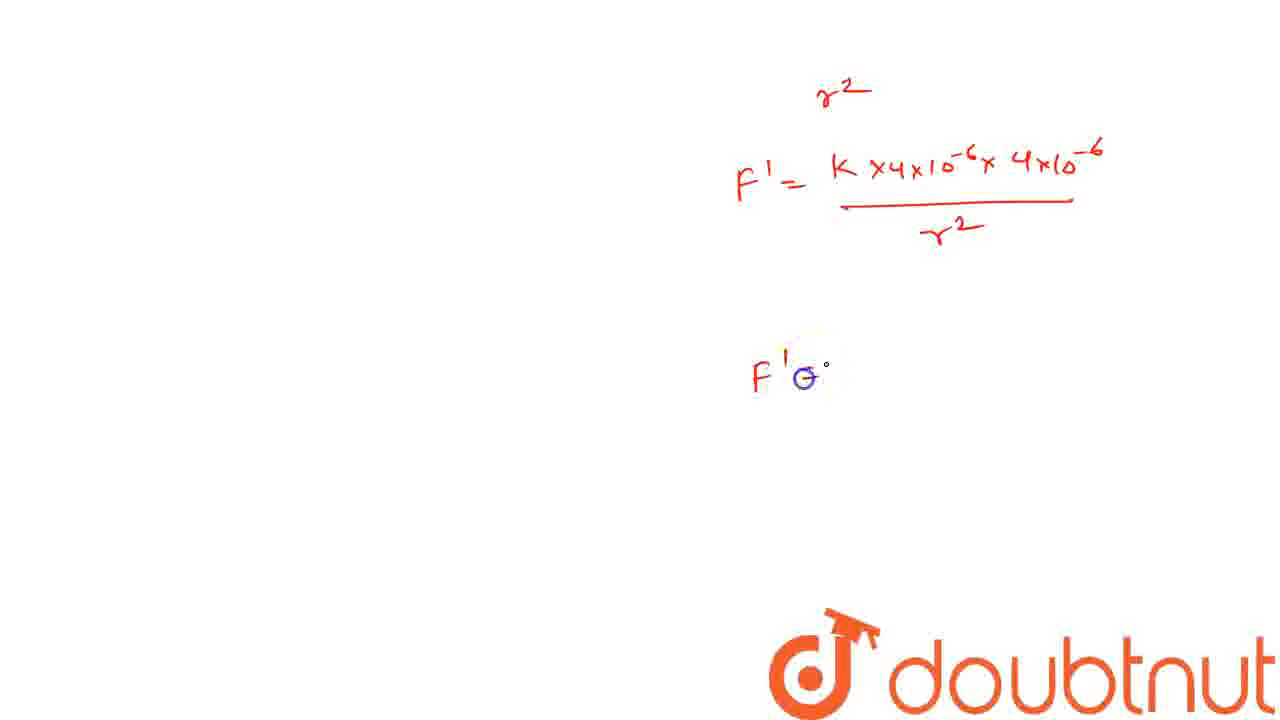 r²
F' = K × 4 × 10⁻⁶ × 4 × 10⁻⁶
r²
F' =
doubtnut